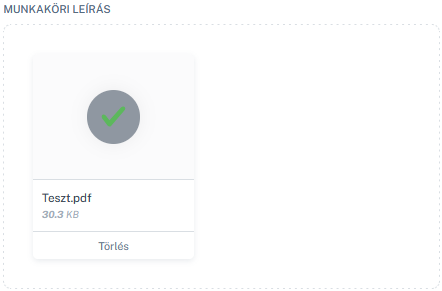 MUNKAKÖRI LEÍRÁS
Teszt.pdf
30.3 KB
Törlés